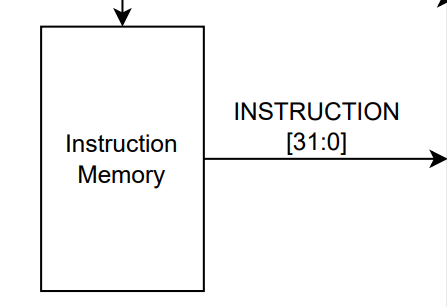 Instruction
Memory
INSTRUCTION
[31:0]